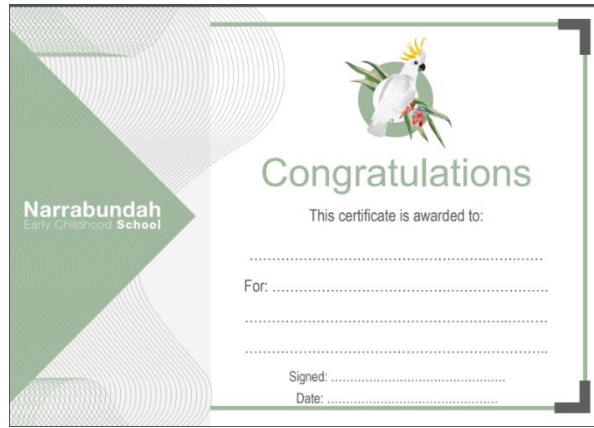 Narrabundah
Early Childhood School
Congratulations
This certificate is awarded to:
For:
Signed:
Date: